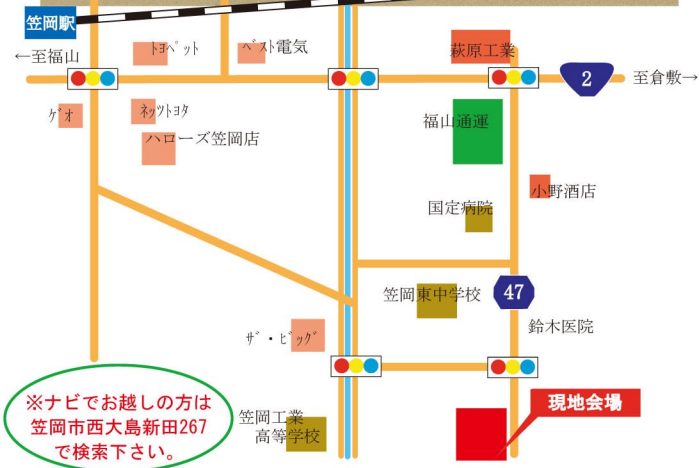 笠岡駅
←至福山
トヨペット
ベスト電気
萩原工業
2
至倉敷→
ゲオ
ネッツトヨタ
ハローズ笠岡店
福山通運
小野酒店
国定病院
笠岡東中学校
47
鈴木医院
ザ・ビッグ
現地会場
※ナビでお越しの方は
笠岡市西大島新田267
で検索下さい。
笠岡工業
高等学校